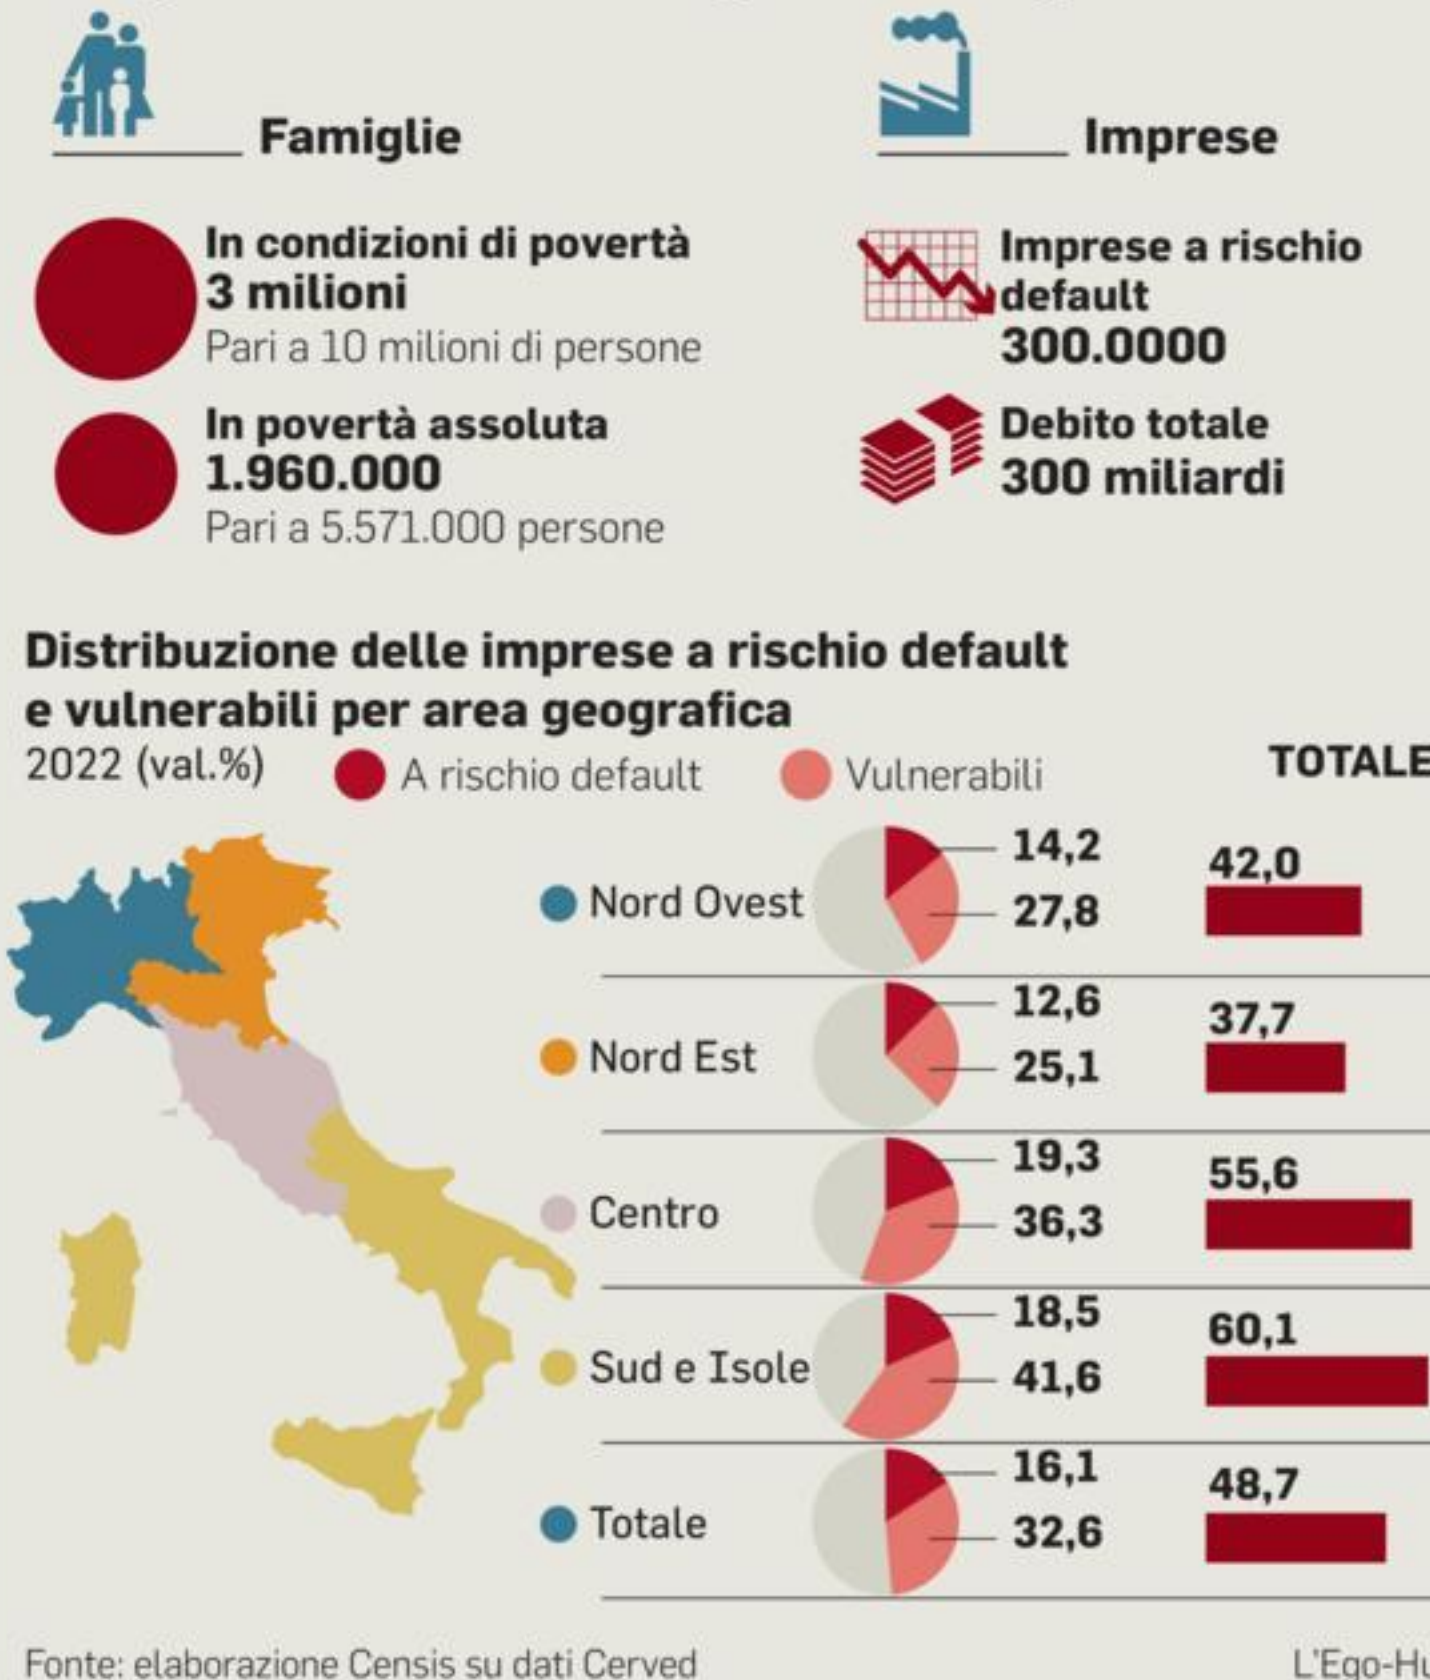 Famiglie
In condizioni di povertà
3 milioni
Pari a 10 milioni di persone
In povertà assoluta
1.960.000
Pari a 5.571.000 persone
Imprese
Imprese a rischio
default
300.0000
Debito totale
300 miliardi
Distribuzione delle imprese a rischio default
e vulnerabili per area geografica
2022 (val.%)
A rischio default
Vulnerabili
TOTALE
Nord Ovest
14,2
27,8
42,0
Nord Est
12,6
25,1
37,7
Centro
19,3
36,3
55,6
Sud e Isole
18,5
41,6
60,1
Totale
16,1
32,6
48,7
Fonte: elaborazione Censis su dati Cerved
L'Ego-Hu